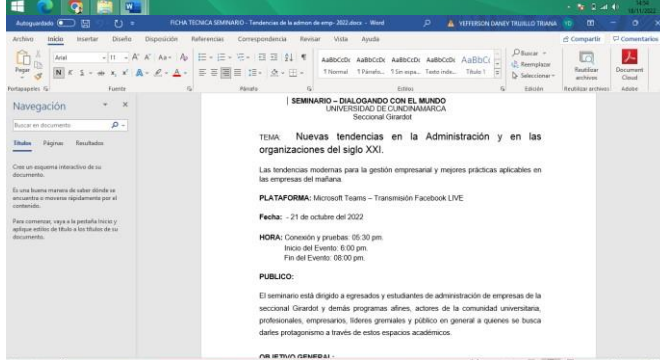 14:54
18/11/2022
Autoguardado
FICHA TECNICA SEMINARIO - Tendencias de la admon de emp- 2022.docx - Word
YEFFERSON DANEY TRUJILLO TRIANA
YD
Archivo Inicio Insertar Diseño Disposición Referencias Correspondencia Revisar Vista Ayuda
Compartir Comentarios
Pegar
Arial 11
N K S
AaBbCcDc AaBbCcDc AaBbCcDc AaBbCcDc AaBbCc
1 Normal 1 Párrafo... 1 Sin espa... Texto inde... Título 1
Buscar
Reemplazar
Seleccionar
Reutilizar archivos
Document Cloud
Portapapeles Fuente Párrafo Estilos Edición Reutilizar archivos Adobe
Navegación
Buscar en documento
Títulos Páginas Resultados
Cree un esquema interactivo de su
documento.
Es una buena manera de saber dónde se
encuentra o moverse rápidamente por el
contenido.
Para comenzar, vaya a la pestaña Inicio y
aplique estilos de título a los títulos de su
documento.
SEMINARIO – DIALOGANDO CON EL MUNDO
UNIVERSIDAD DE CUNDINAMARCA
Seccional Girardot
TEMA: Nuevas tendencias en la Administración y en las
organizaciones del siglo XXI.
Las tendencias modernas para la gestión empresarial y mejores prácticas aplicables en
las empresas del mañana.
PLATAFORMA: Microsoft Teams – Transmisión Facebook LIVE
Fecha: - 21 de octubre del 2022
HORA: Conexión y pruebas: 05:30 pm.
Inicio del Evento: 6:00 pm.
Fin del Evento: 08:00 pm.
PUBLICO:
El seminario está dirigido a egresados y estudiantes de administración de empresas de la
seccional Girardot y demás programas afines, actores de la comunidad universitaria,
profesionales, empresarios, líderes gremiales y público en general a quienes se busca
darles protagonismo a través de estos espacios académicos.
OBJETIVO GENERAL: